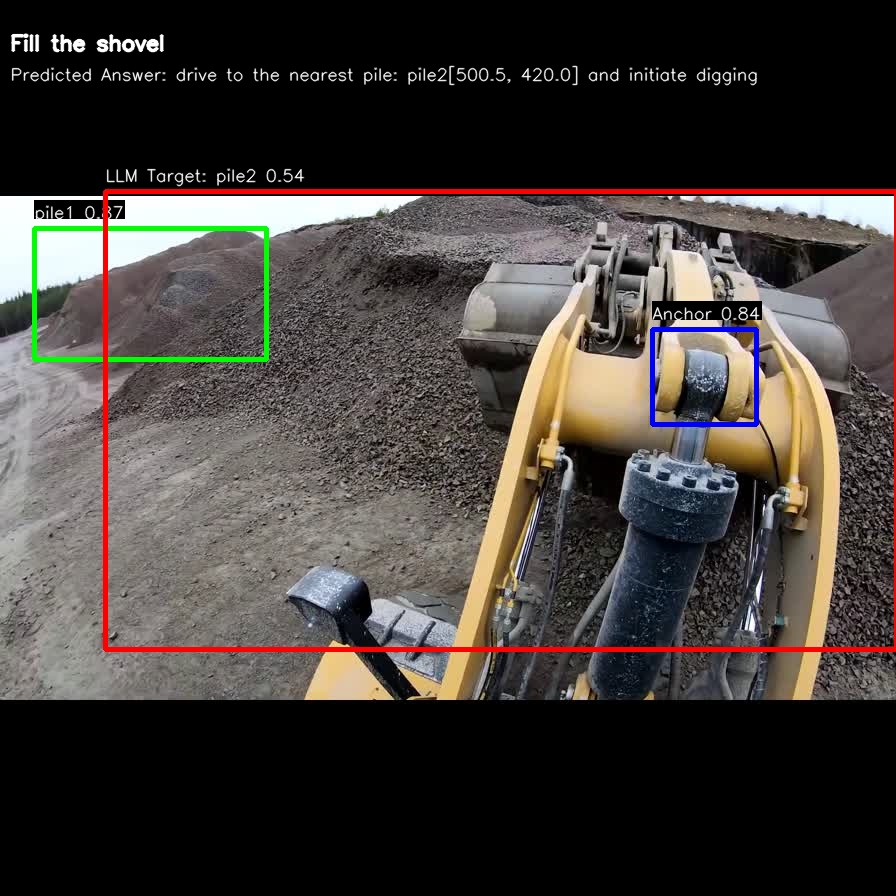 Fill the shovel
Predicted Answer: drive to the nearest pile: pile2[500.5, 420.0] and initiate digging
LLM Target: pile2 0.54
pile1 0.87
Anchor 0.84